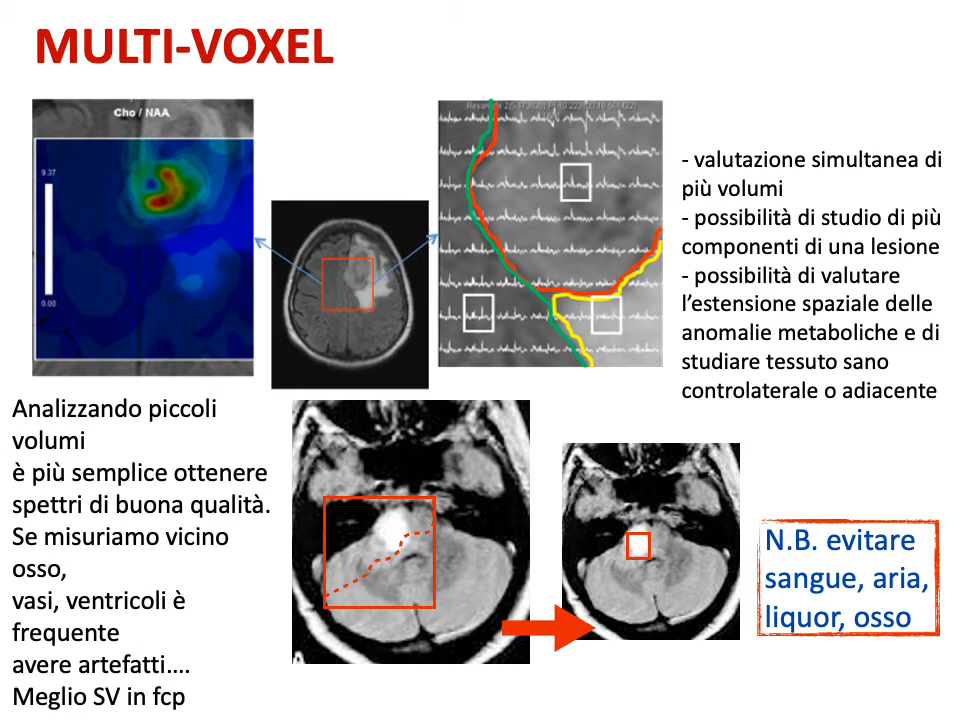 MULTI-VOXEL
Cho / NAA
9.37
0.00
- valutazione simultanea di
più volumi
- possibilità di studio di più
componenti di una lesione
- possibilità di valutare
l’estensione spaziale delle
anomalie metaboliche e di
studiare tessuto sano
controlaterale o adiacente
Analizzando piccoli
volumi
è più semplice ottenere
spettri di buona qualità.
Se misuriamo vicino
osso,
vasi, ventricoli è
frequente
avere artefatti….
Meglio SV in fcp
N.B. evitare
sangue, aria,
liquor, osso